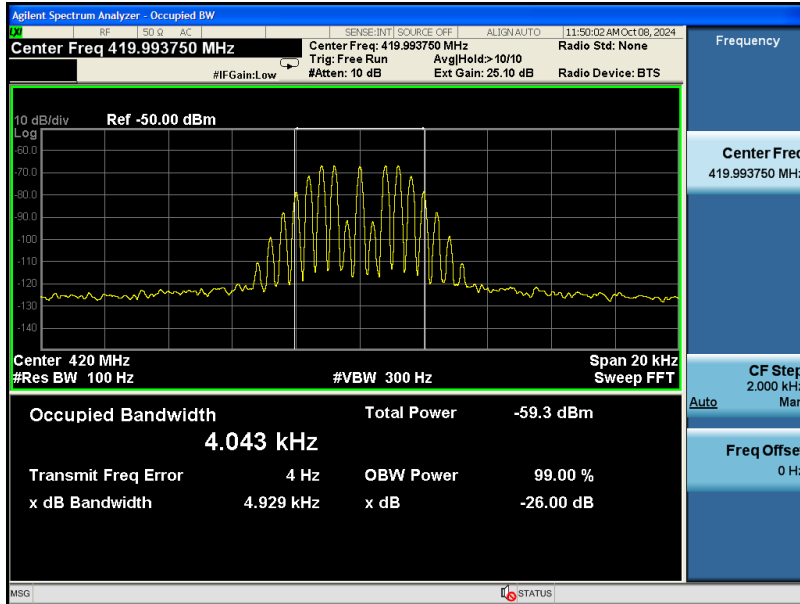 Agilent Spectrum Analyzer - Occupied BW
LXI RF 50 Ω AC SENSE:INT SOURCE OFF ALIGN AUTO 11:50:02 AM Oct 08, 2024
Center Freq 419.993750 MHz
Center Freq: 419.993750 MHz Radio Std: None
Trig: Free Run Avg|Hold:> 10/10
#IFGain:Low #Atten: 10 dB Ext Gain: 25.10 dB Radio Device: BTS
10 dB/div Ref -50.00 dBm
Log
-60.0
-70.0
-80.0
-90.0
-100
-110
-120
-130
-140
Center 420 MHz Span 20 kHz
#Res BW 100 Hz #VBW 300 Hz Sweep FFT
Occupied Bandwidth Total Power -59.3 dBm
4.043 kHz
Transmit Freq Error 4 Hz OBW Power 99.00 %
x dB Bandwidth 4.929 kHz x dB -26.00 dB
MSG STATUS
Frequency
Center Freq
419.993750 MHz
CF Step
2.000 kHz
Auto Man
Freq Offset
0 Hz